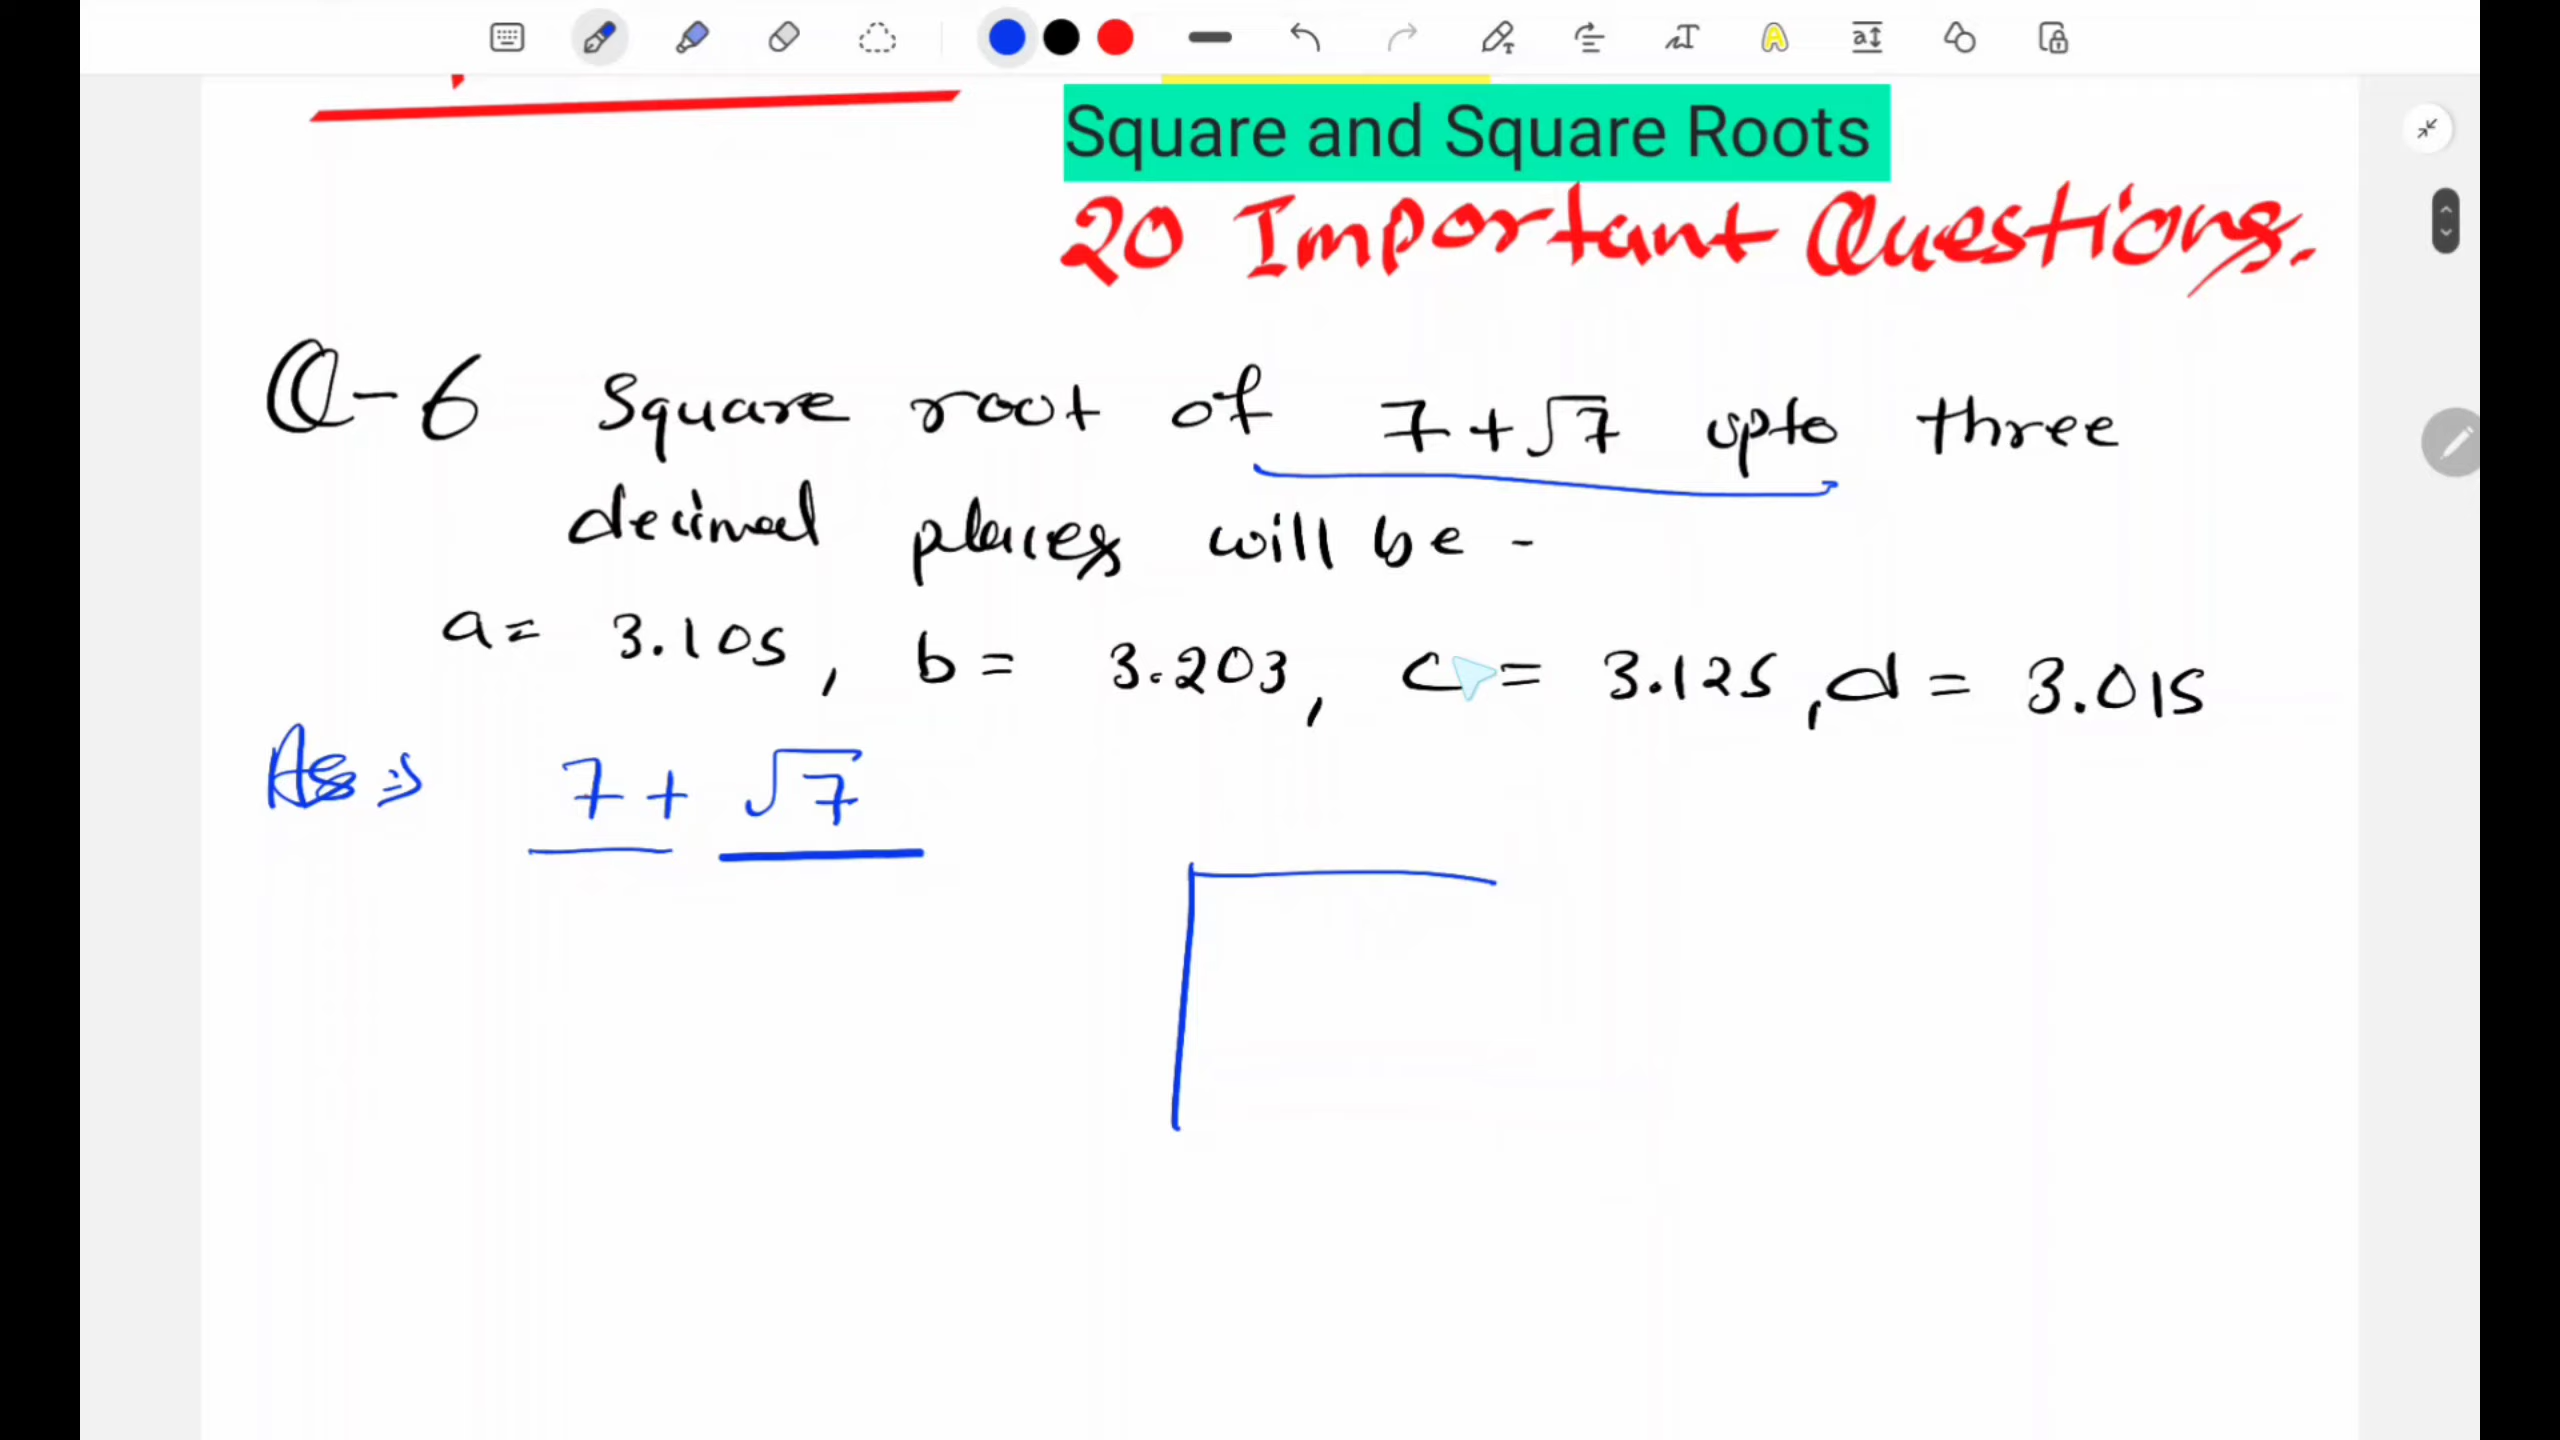 Square and Square Roots
20 Important Questions.
Q-6 Square root of 7+√7 upto three
decimal places will be -
a= 3.105, b = 3.203, c = 3.125, d = 3.015
Ans ⇒ 7+ √7